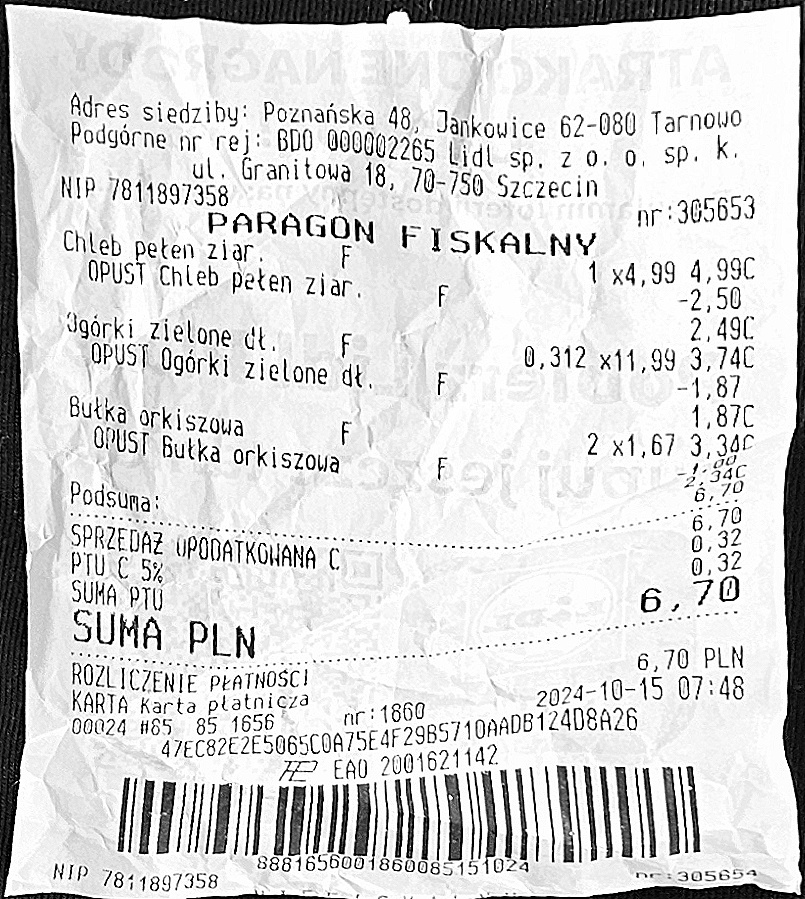 Adres siedziby: Poznańska 48, Jankowice 62-080 Tarnowo
Podgórne nr rej: BDO 000002265 Lidl sp. z o. o. sp. k.
ul. Granitowa 18, 70-750 Szczecin
NIP 7811897358 nr:305653
PARAGON FISKALNY
Chleb pełen ziar. F 1 x4,99 4,99C
OPUST Chleb pełen ziar. F -2,50
2,49C
Ogórki zielone dł. F 0,312 x11,99 3,74C
OPUST Ogórki zielone dł. F -1,87
1,87C
Bułka orkiszowa F 2 x1,67 3,34C
OPUST Bułka orkiszowa F -1,00
2,34C
Podsuma: 6,70
SPRZEDAŻ OPODATKOWANA C 6,70
PTU C 5% 0,32
SUMA PTU 0,32
SUMA PLN 6,70
ROZLICZENIE PŁATNOŚCI
KARTA Karta płatnicza 6,70 PLN
00024 #85 85 1656 nr:1860 2024-10-15 07:48
47EC82E2E5065C0A75E4F29B5710AADB124D8A26
EAO 2001621142
8881656001860085151024
NIP 7811897358 nr:305654